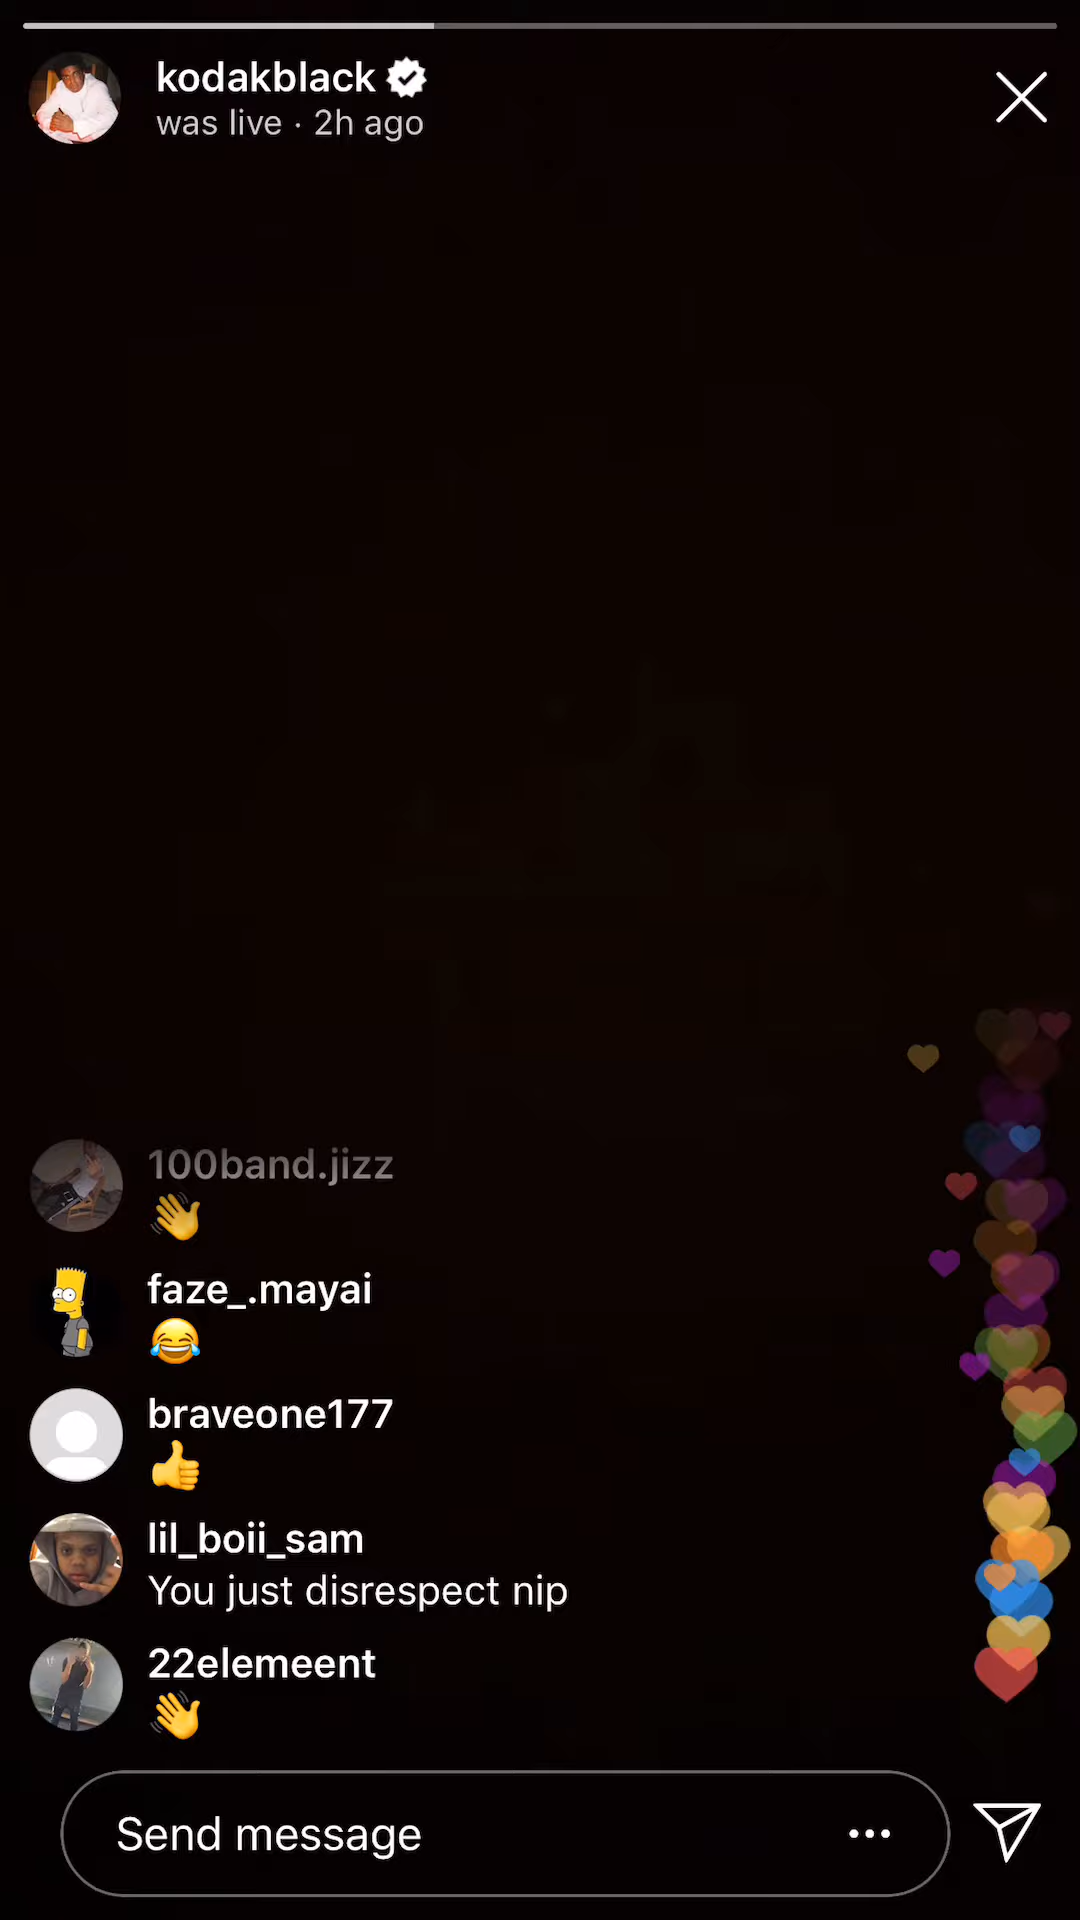 kodakblack
was live · 2h ago
100band.jizz
👋
faze_.mayai
😂
braveone177
👍
lil_boii_sam
You just disrespect nip
22elemeent
👋
Send message